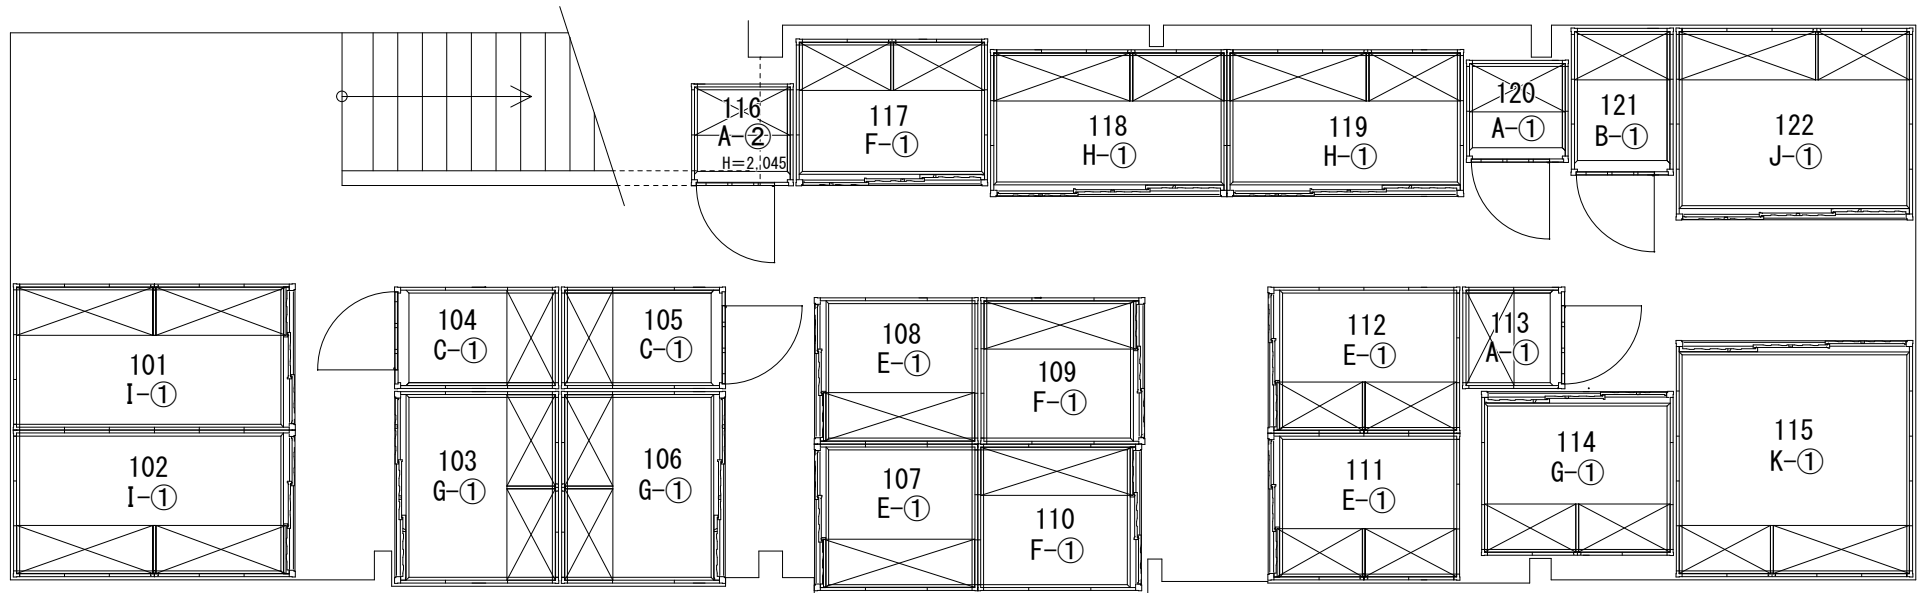 116
A-②
H=2,045
117
F-①
118
H-①
119
H-①
120
A-①
121
B-①
122
J-①
101
I-①
102
I-①
104
C-①
105
C-①
103
G-①
106
G-①
108
E-①
109
F-①
107
E-①
110
F-①
112
E-①
113
A-①
111
E-①
114
G-①
115
K-①